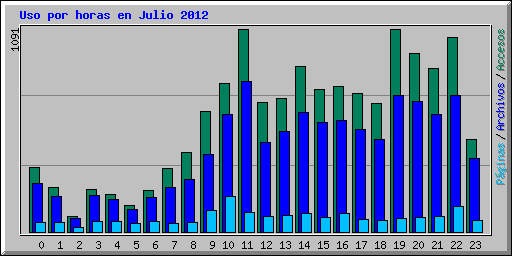 Uso por horas en Julio 2012
1091
Páginas / Archivos / Accesos
0 1 2 3 4 5 6 7 8 9 10 11 12 13 14 15 16 17 18 19 20 21 22 23